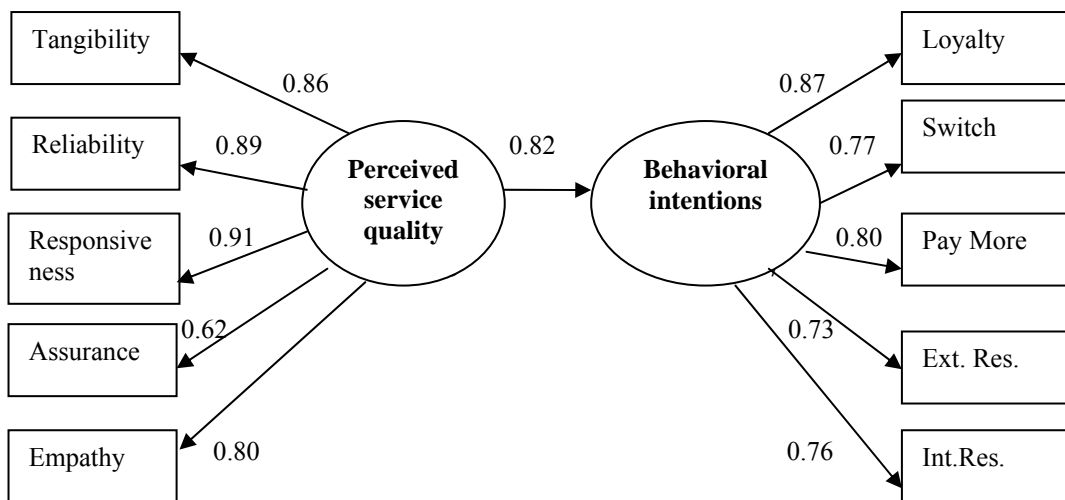 Tangibility
Loyalty
0.86
0.87
Switch
Reliability
0.89
0.82
0.77
Perceived
service
quality
Behavioral
intentions
Responsive
ness
0.91
0.80
Pay More
0.62
0.73
Assurance
Ext. Res.
Empathy
0.80
0.76
Int.Res.